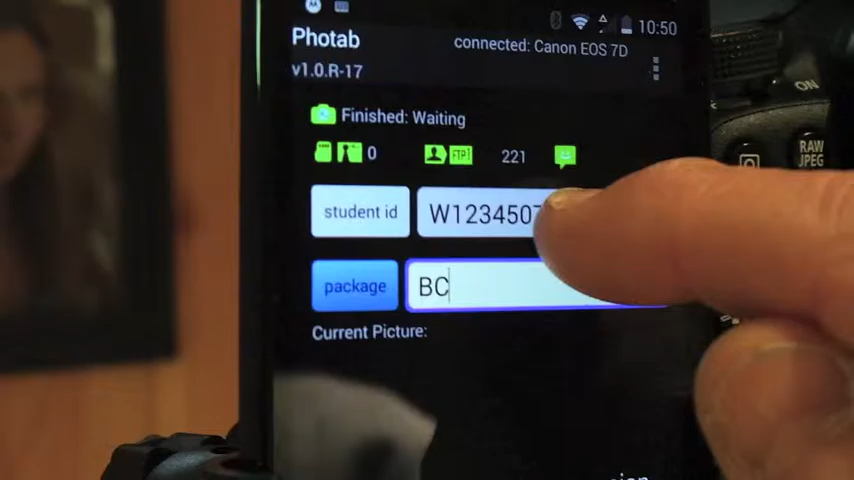 10:50
Photab
connected: Canon EOS 7D
v1.0.R-17
Finished: Waiting
0
FTP
221
student id
W123450
package
BC
Current Picture:
ON
RAW
JPEG